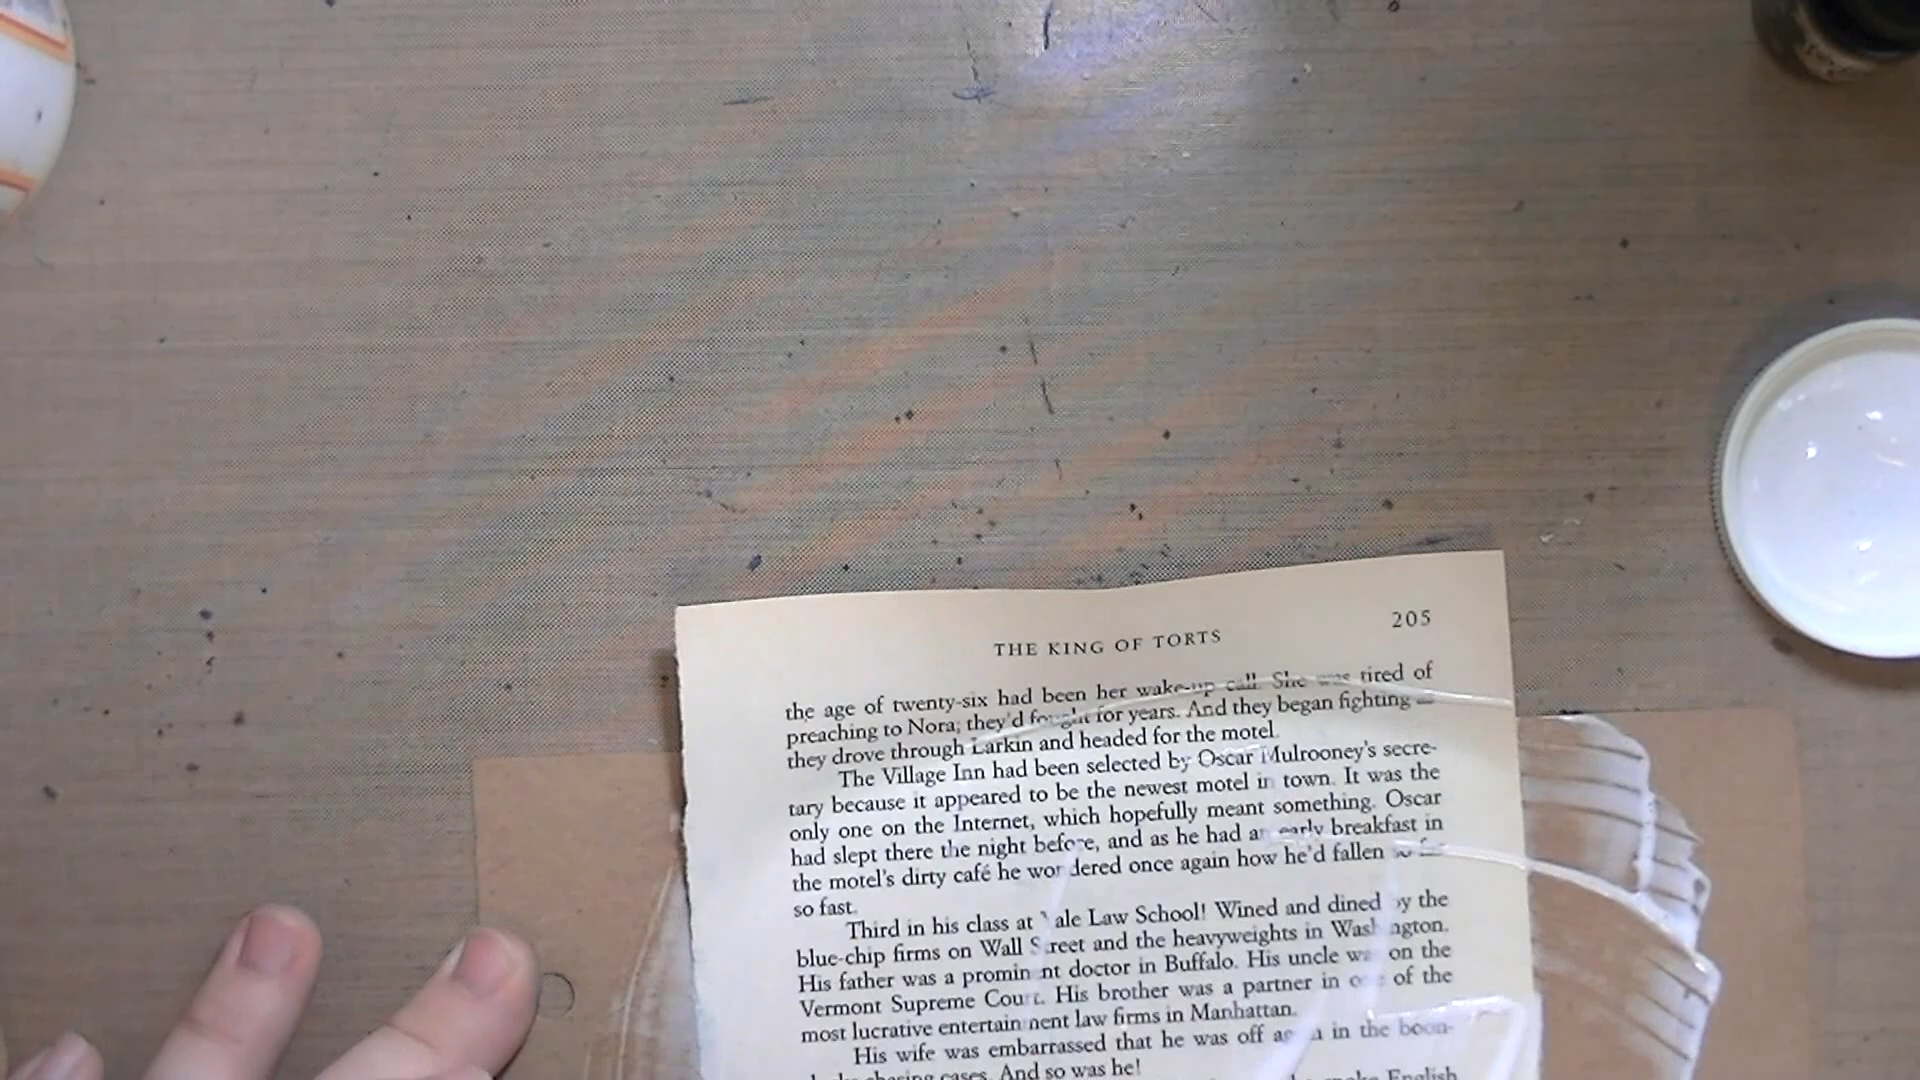 THE KING OF TORTS
205
the age of twenty-six had been her wake-up call. She was tired of
preaching to Nora; they'd fought for years. And they began fighting
they drove through Larkin and headed for the motel.
The Village Inn had been selected by Oscar Mulrooney's secre-
tary because it appeared to be the newest motel in town. It was the
only one on the Internet, which hopefully meant something. Oscar
had slept there the night before, and as he had an early breakfast in
the motel's dirty café he wondered once again how he'd fallen so far
so fast.
Third in his class at Yale Law School! Wined and dined by the
blue-chip firms on Wall Street and the heavyweights in Washington.
His father was a prominent doctor in Buffalo. His uncle was on the
Vermont Supreme Court. His brother was a partner in one of the
most lucrative entertainment law firms in Manhattan.
His wife was embarrassed that he was off again in the boon-
chasing cases. And so was he!
English